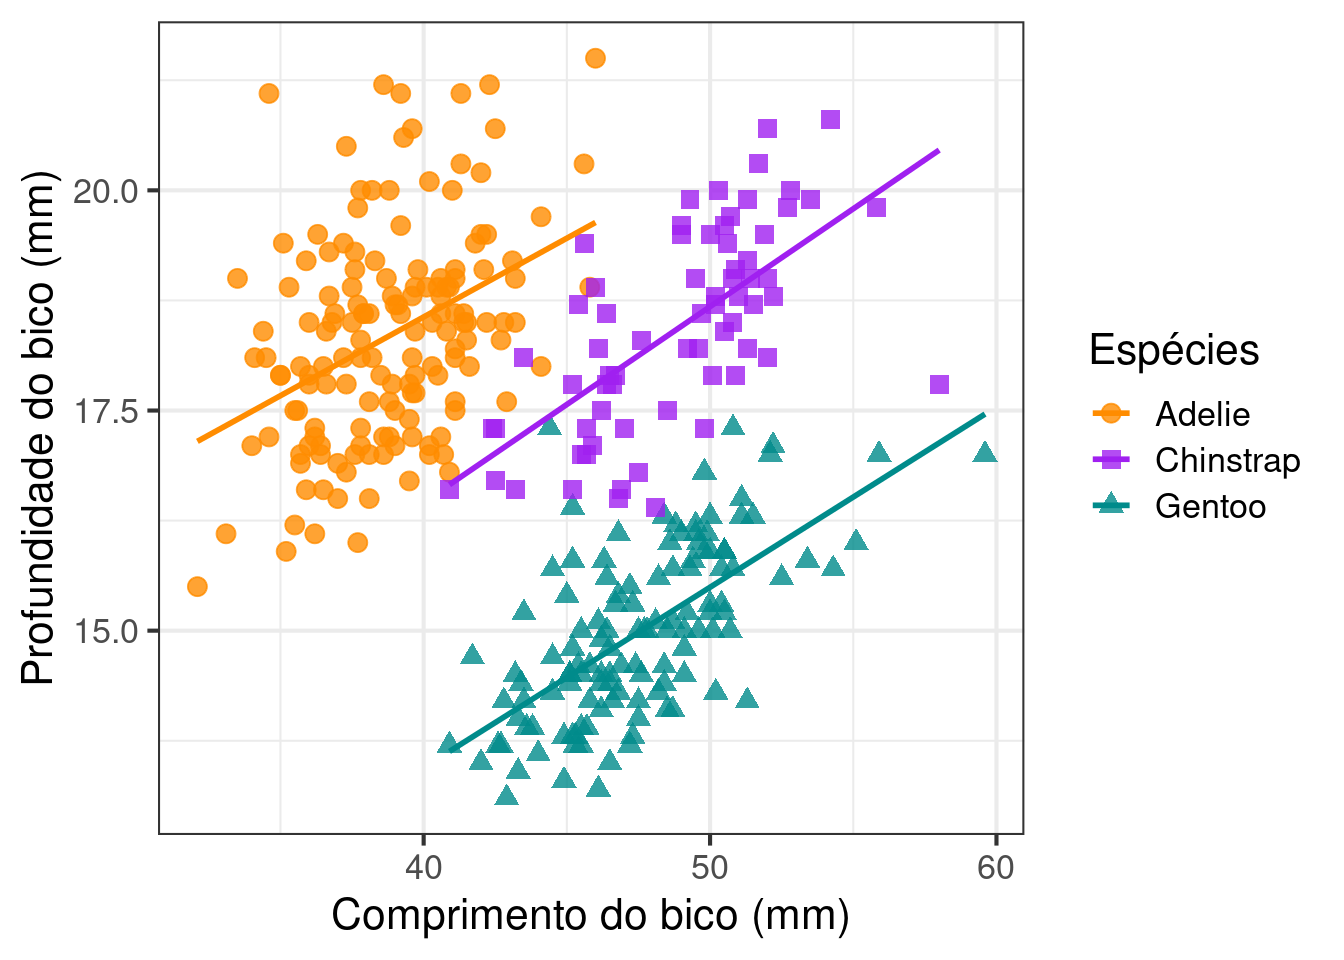 Profundidade do bico (mm)
20.0
17.5
15.0
40
50
60
Comprimento do bico (mm)
Espécies
Adelie
Chinstrap
Gentoo